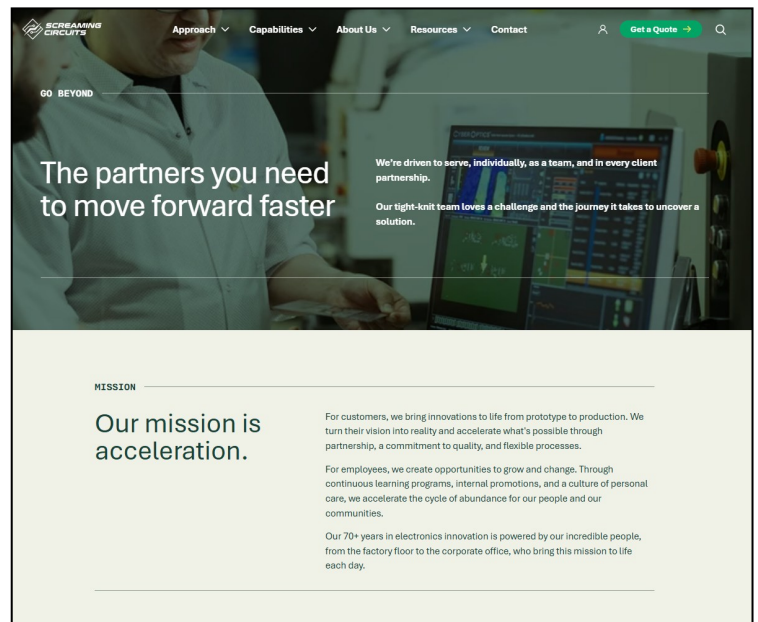 SCREAMING
CIRCUITS
Approach Capabilities About Us Resources Contact Get a Quote →
GO BEYOND
The partners you need
to move forward faster
We're driven to serve, individually, as a team, and in every client
partnership.
Our tight-knit team loves a challenge and the journey it takes to uncover a
solution.
MISSION
Our mission is
acceleration.
For customers, we bring innovations to life from prototype to production. We
turn their vision into reality and accelerate what's possible through
partnership, a commitment to quality, and flexible processes.
For employees, we create opportunities to grow and change. Through
continuous learning programs, internal promotions, and a culture of personal
care, we accelerate the cycle of abundance for our people and our
communities.
Our 70+ years in electronics innovation is powered by our incredible people,
from the factory floor to the corporate office, who bring this mission to life
each day.